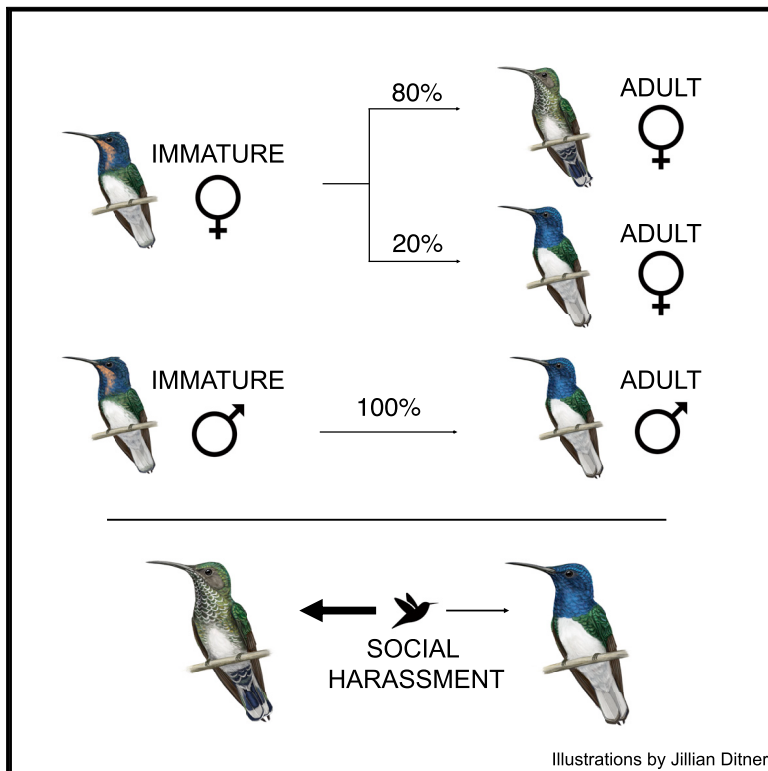 80%
ADULT
IMMATURE
20%
ADULT
IMMATURE
100%
ADULT
SOCIAL
HARASSMENT
Illustrations by Jillian Ditner